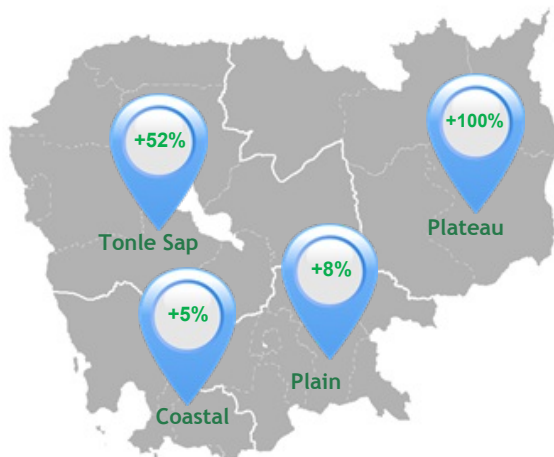 +52%
Tonle Sap
+100%
Plateau
+8%
Plain
+5%
Coastal